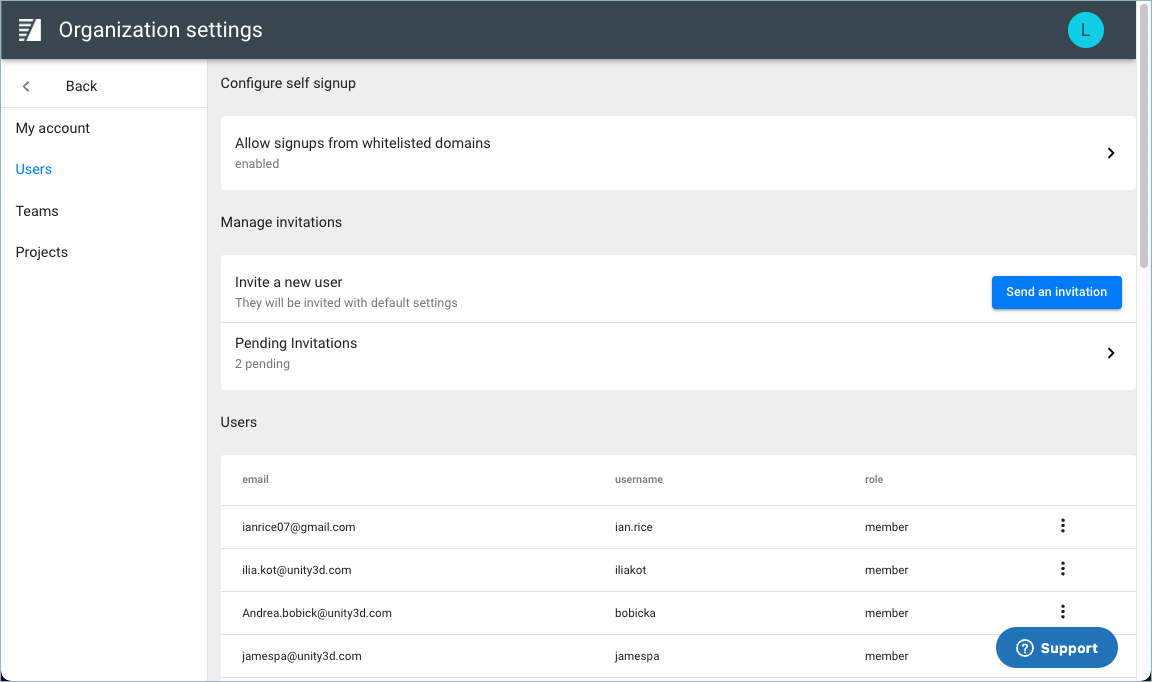 Organization settings
L
Back
My account
Users
Teams
Projects
Configure self signup
Allow signups from whitelisted domains
enabled
Manage invitations
Invite a new user
They will be invited with default settings
Send an invitation
Pending Invitations
2 pending
Users
email username role
ianrice07@gmail.com ian.rice member
ilia.kot@unity3d.com iliakot member
Andrea.bobick@unity3d.com bobicka member
jamespa@unity3d.com jamespa member
? Support